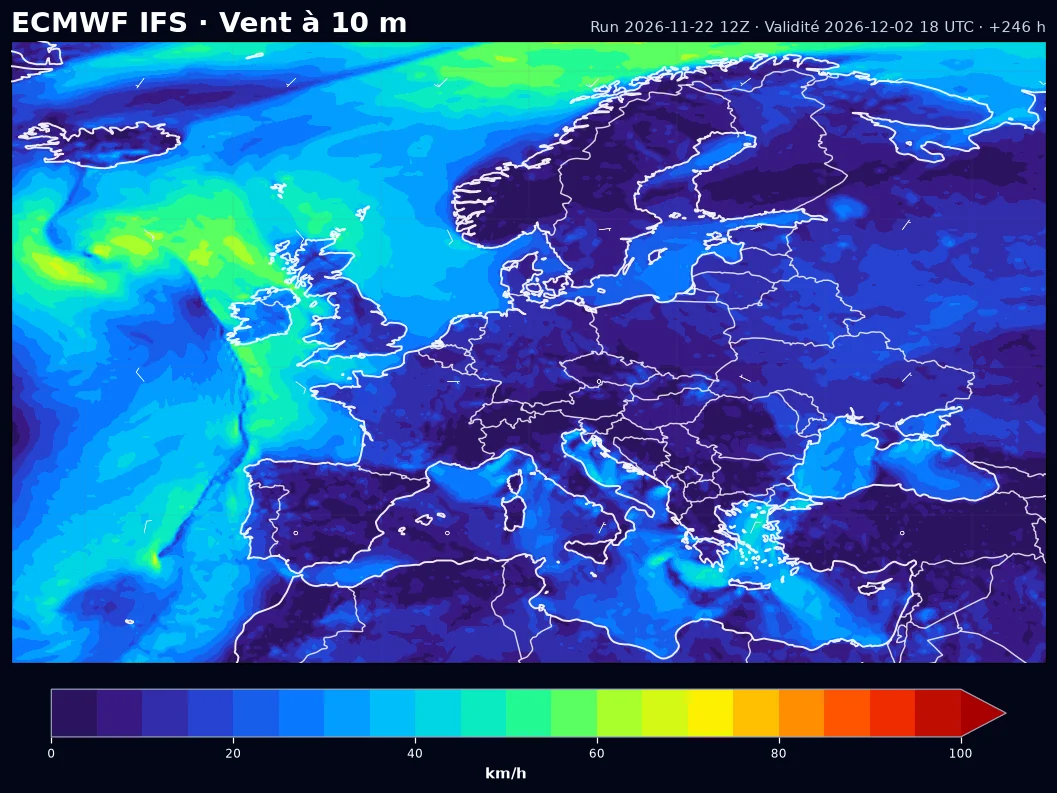 ECMWF IFS · Vent à 10 m
Run 2026-11-22 12Z · Validité 2026-12-02 18 UTC · +246 h
0 20 40 60 80 100
km/h